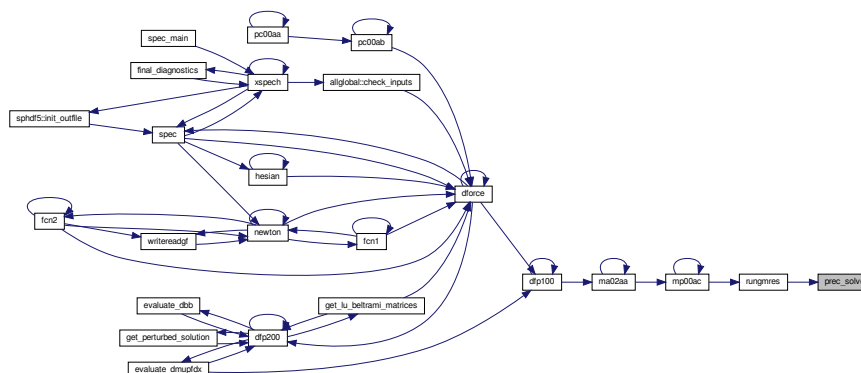 pc00aa
spec_main
pc00ab
final_diagnostics
xspech
allglobal::check_inputs
sphdf5::init_outfile
spec
hesian
dforce
fcn2
newton
writereadgf
fcn1
dfp100
ma02aa
mp00ac
rungmres
prec_solve
evaluate_dbb
get_lu_beltrami_matrices
get_perturbed_solution
dfp200
evaluate_dmupfdx